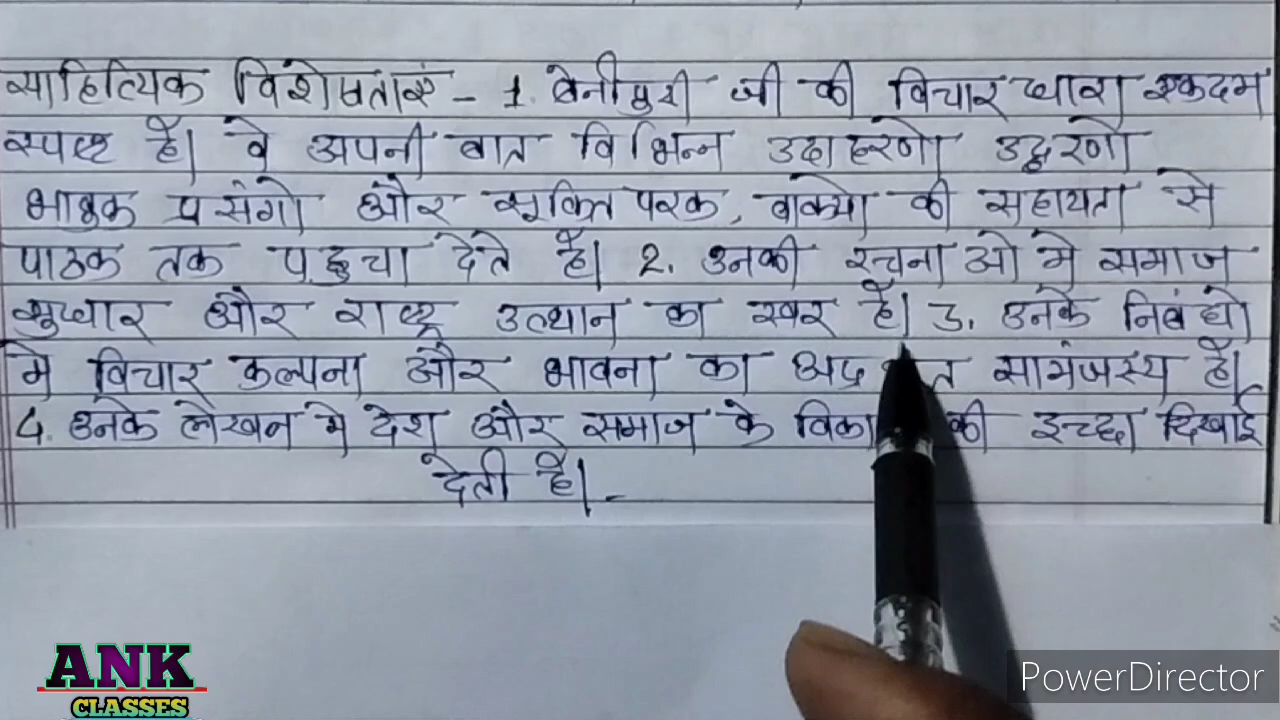 साहित्यिक विशेषताएं - 1. बेनीपुरी जी की विचार धारा एकदम
स्पष्ट है। वे अपनी बात विभिन्न उदाहरणो उद्धरणो
भावुक प्रसंगो और सूक्ति परक, वाक्यो की सहायता से
पाठक तक पहुचा देते है। 2. उनकी रचनाओ मे समाज
सुधार और राष्ट्र उत्थान का स्वर है। 3. उनके निबंधो
मे विचार कल्पना और भावना का सामंजस्य है।
4. उनके लेखन मे देश और समाज के की इच्छा दिखाई
देती है। -
ANK
CLASSES
PowerDirector